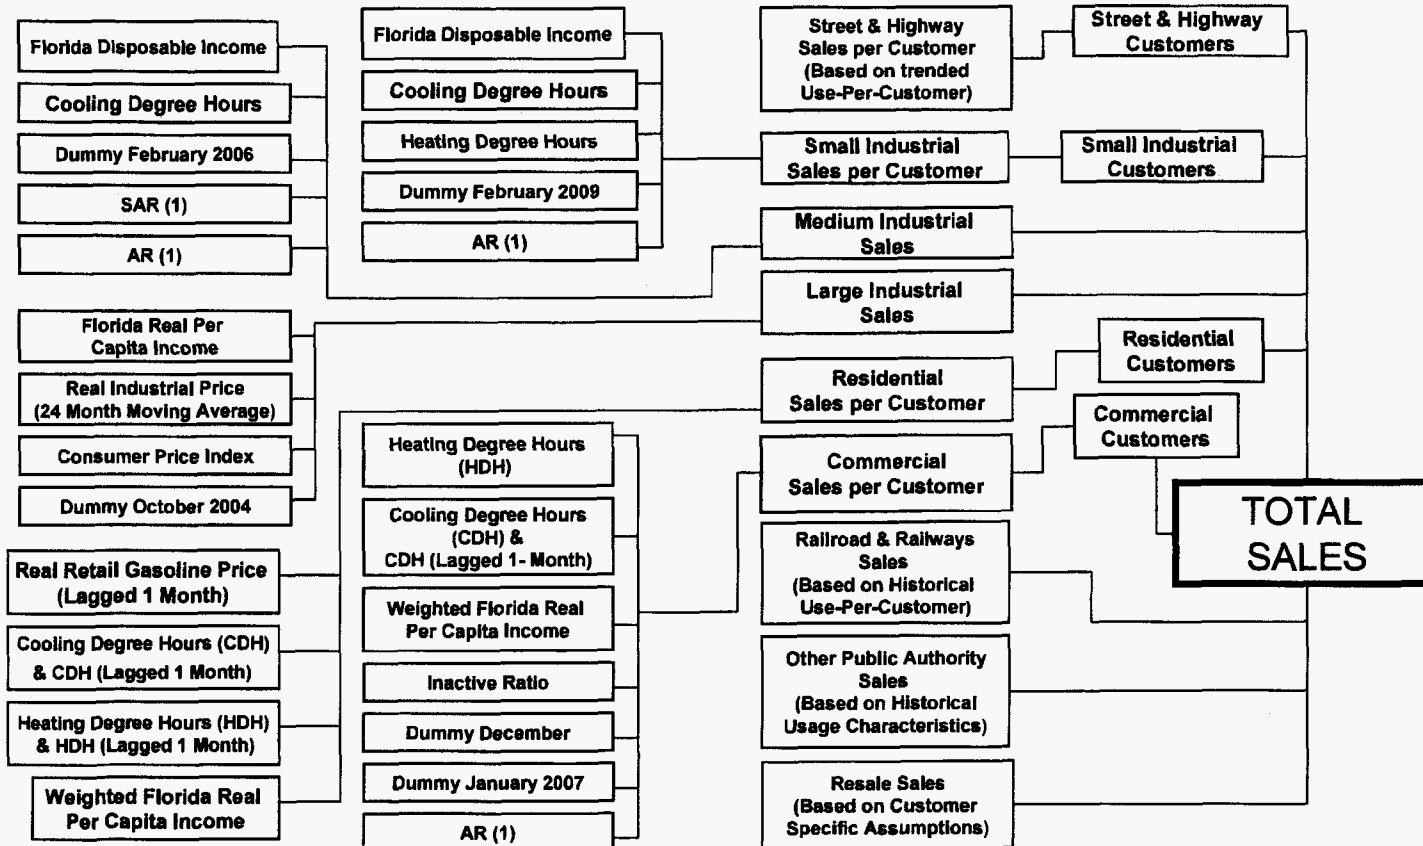 Florida Disposable Income
Cooling Degree Hours
Dummy February 2006
SAR (1)
AR (1)
Florida Real Per
Capita Income
Real Industrial Price
(24 Month Moving Average)
Consumer Price Index
Dummy October 2004
Real Retail Gasoline Price
(Lagged 1 Month)
Cooling Degree Hours (CDH)
& CDH (Lagged 1 Month)
Heating Degree Hours (HDH)
& HDH (Lagged 1 Month)
Weighted Florida Real
Per Capita Income
Florida Disposable Income
Cooling Degree Hours
Heating Degree Hours
Dummy February 2009
AR (1)
Heating Degree Hours
(HDH)
Cooling Degree Hours
(CDH) &
CDH (Lagged 1- Month)
Weighted Florida Real
Per Capita Income
Inactive Ratio
Dummy December
Dummy January 2007
AR (1)
Street & Highway
Sales per Customer
(Based on trended
Use-Per-Customer)
Small Industrial
Sales per Customer
Medium Industrial
Sales
Large Industrial
Sales
Residential
Sales per Customer
Commercial
Sales per Customer
Railroad & Railways
Sales
(Based on Historical
Use-Per-Customer)
Other Public Authority
Sales
(Based on Historical
Usage Characteristics)
Resale Sales
(Based on Customer
Specific Assumptions)
Street & Highway
Customers
Small Industrial
Customers
Residential
Customers
Commercial
Customers
TOTAL
SALES